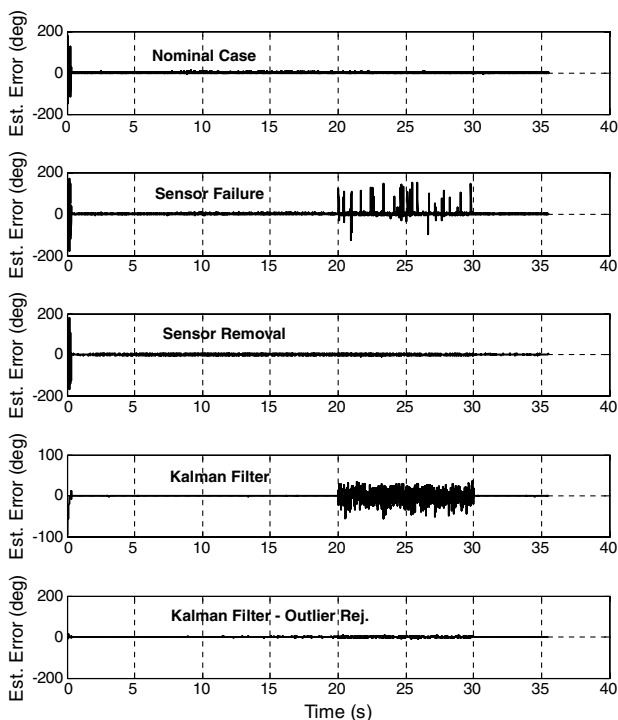 200
Nominal Case
0
-200
Est. Error (deg)
0 5 10 15 20 25 30 35 40
200
Sensor Failure
0
-200
Est. Error (deg)
0 5 10 15 20 25 30 35 40
200
Sensor Removal
0
-200
Est. Error (deg)
0 5 10 15 20 25 30 35 40
100
Kalman Filter
0
-100
Est. Error (deg)
0 5 10 15 20 25 30 35 40
200
Kalman Filter - Outlier Rej.
0
-200
Est. Error (deg)
0 5 10 15 20 25 30 35 40
Time (s)